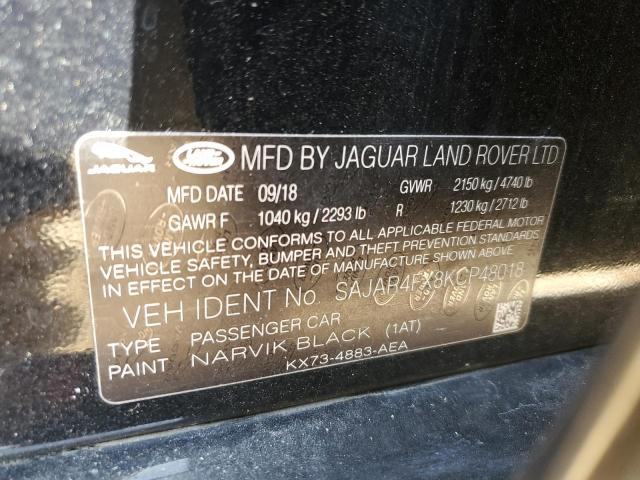 JAGUAR LAND ROVER MFD BY JAGUAR LAND ROVER LTD
MFD DATE 09/18 GVWR 2150 kg / 4740 lb
GAWR F 1040 kg / 2293 lb R 1230 kg / 2712 lb
THIS VEHICLE CONFORMS TO ALL APPLICABLE FEDERAL MOTOR
VEHICLE SAFETY, BUMPER AND THEFT PREVENTION STANDARDS
IN EFFECT ON THE DATE OF MANUFACTURE SHOWN ABOVE
VEH IDENT No. SAJAR4FX8KCP48018
TYPE PASSENGER CAR
PAINT NARVIK BLACK (1AT)
KX73-4883-AEA